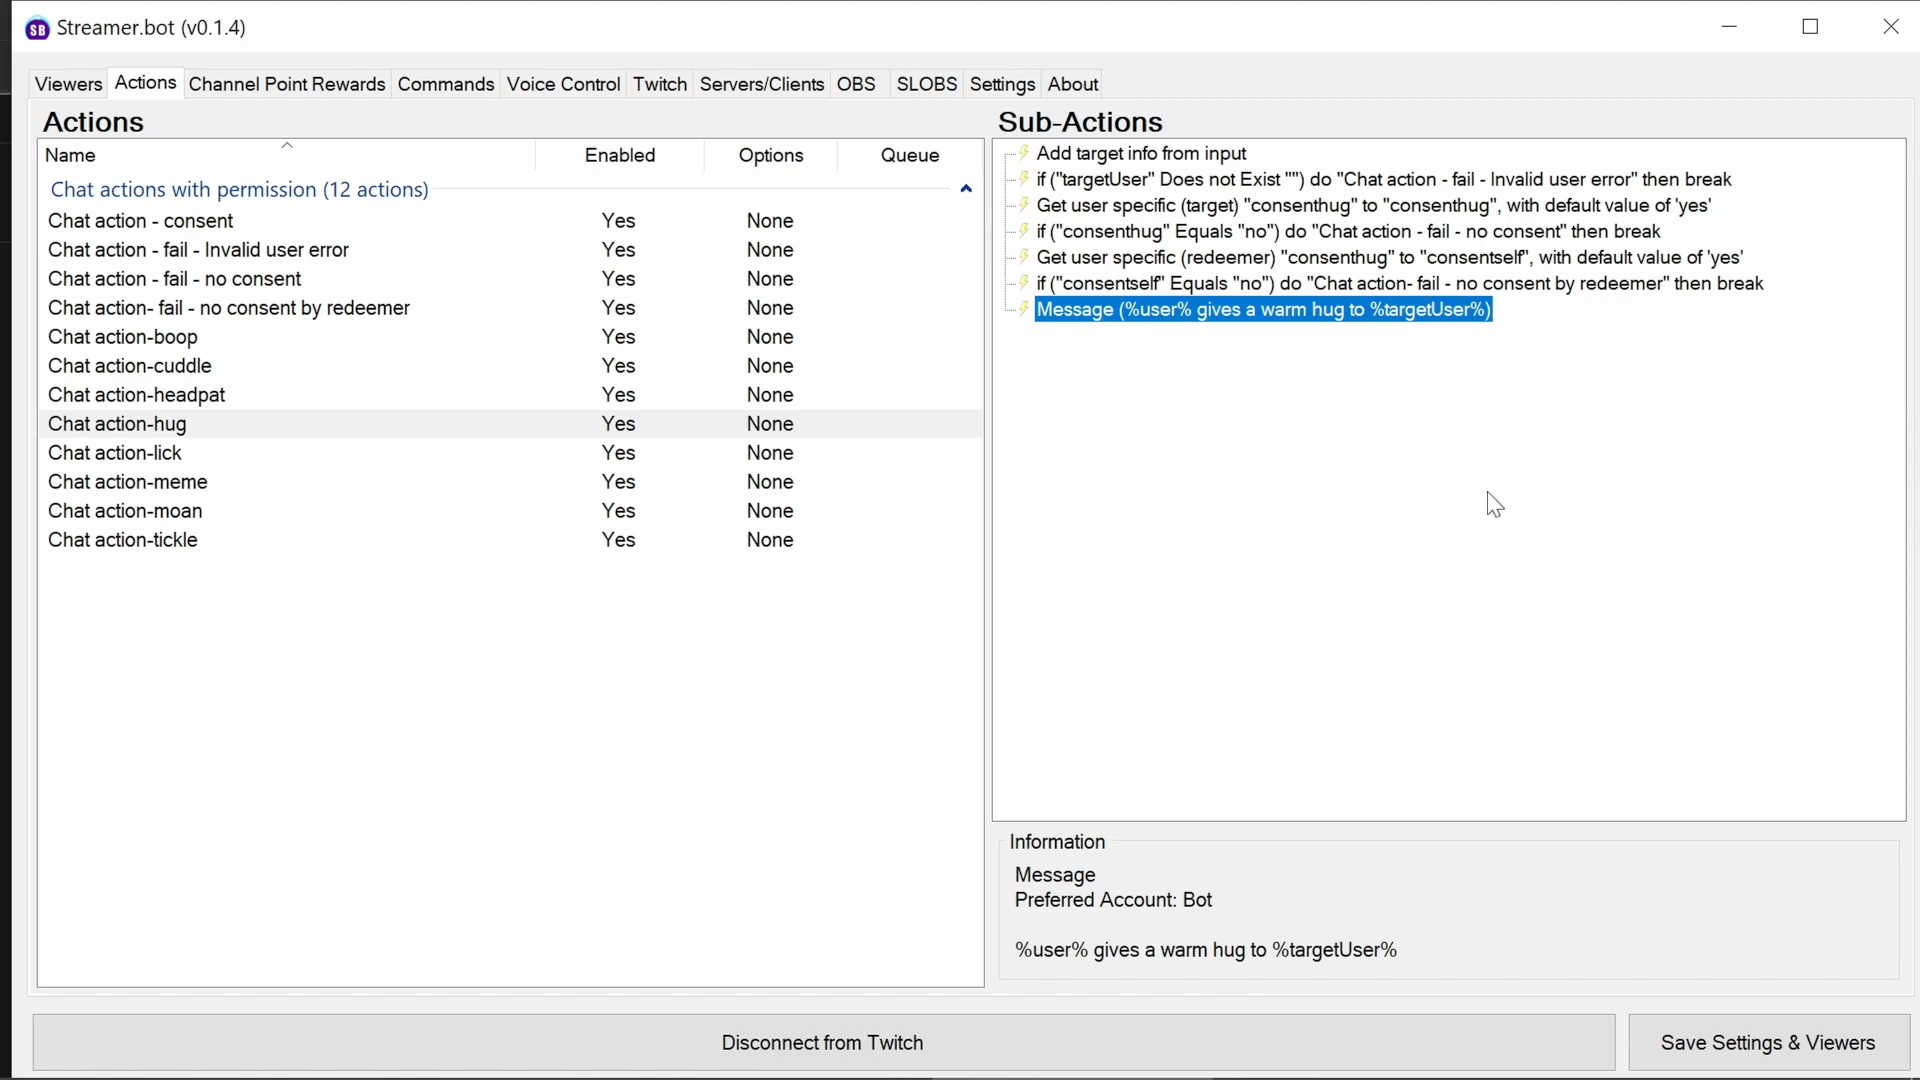 SB Streamer.bot (v0.1.4)
Viewers Actions Channel Point Rewards Commands Voice Control Twitch Servers/Clients OBS SLOBS Settings About
Actions
Name Enabled Options Queue
Chat actions with permission (12 actions)
Chat action - consent Yes None
Chat action - fail - Invalid user error Yes None
Chat action - fail - no consent Yes None
Chat action- fail - no consent by redeemer Yes None
Chat action-boop Yes None
Chat action-cuddle Yes None
Chat action-headpat Yes None
Chat action-hug Yes None
Chat action-lick Yes None
Chat action-meme Yes None
Chat action-moan Yes None
Chat action-tickle Yes None
Sub-Actions
Add target info from input
if ("targetUser" Does not Exist "") do "Chat action - fail - Invalid user error" then break
Get user specific (target) "consenthug" to "consenthug", with default value of 'yes'
if ("consenthug" Equals "no") do "Chat action - fail - no consent" then break
Get user specific (redeemer) "consenthug" to "consentself", with default value of 'yes'
if ("consentself" Equals "no") do "Chat action- fail - no consent by redeemer" then break
Message (%user% gives a warm hug to %targetUser%)
Information
Message
Preferred Account: Bot
%user% gives a warm hug to %targetUser%
Disconnect from Twitch
Save Settings & Viewers